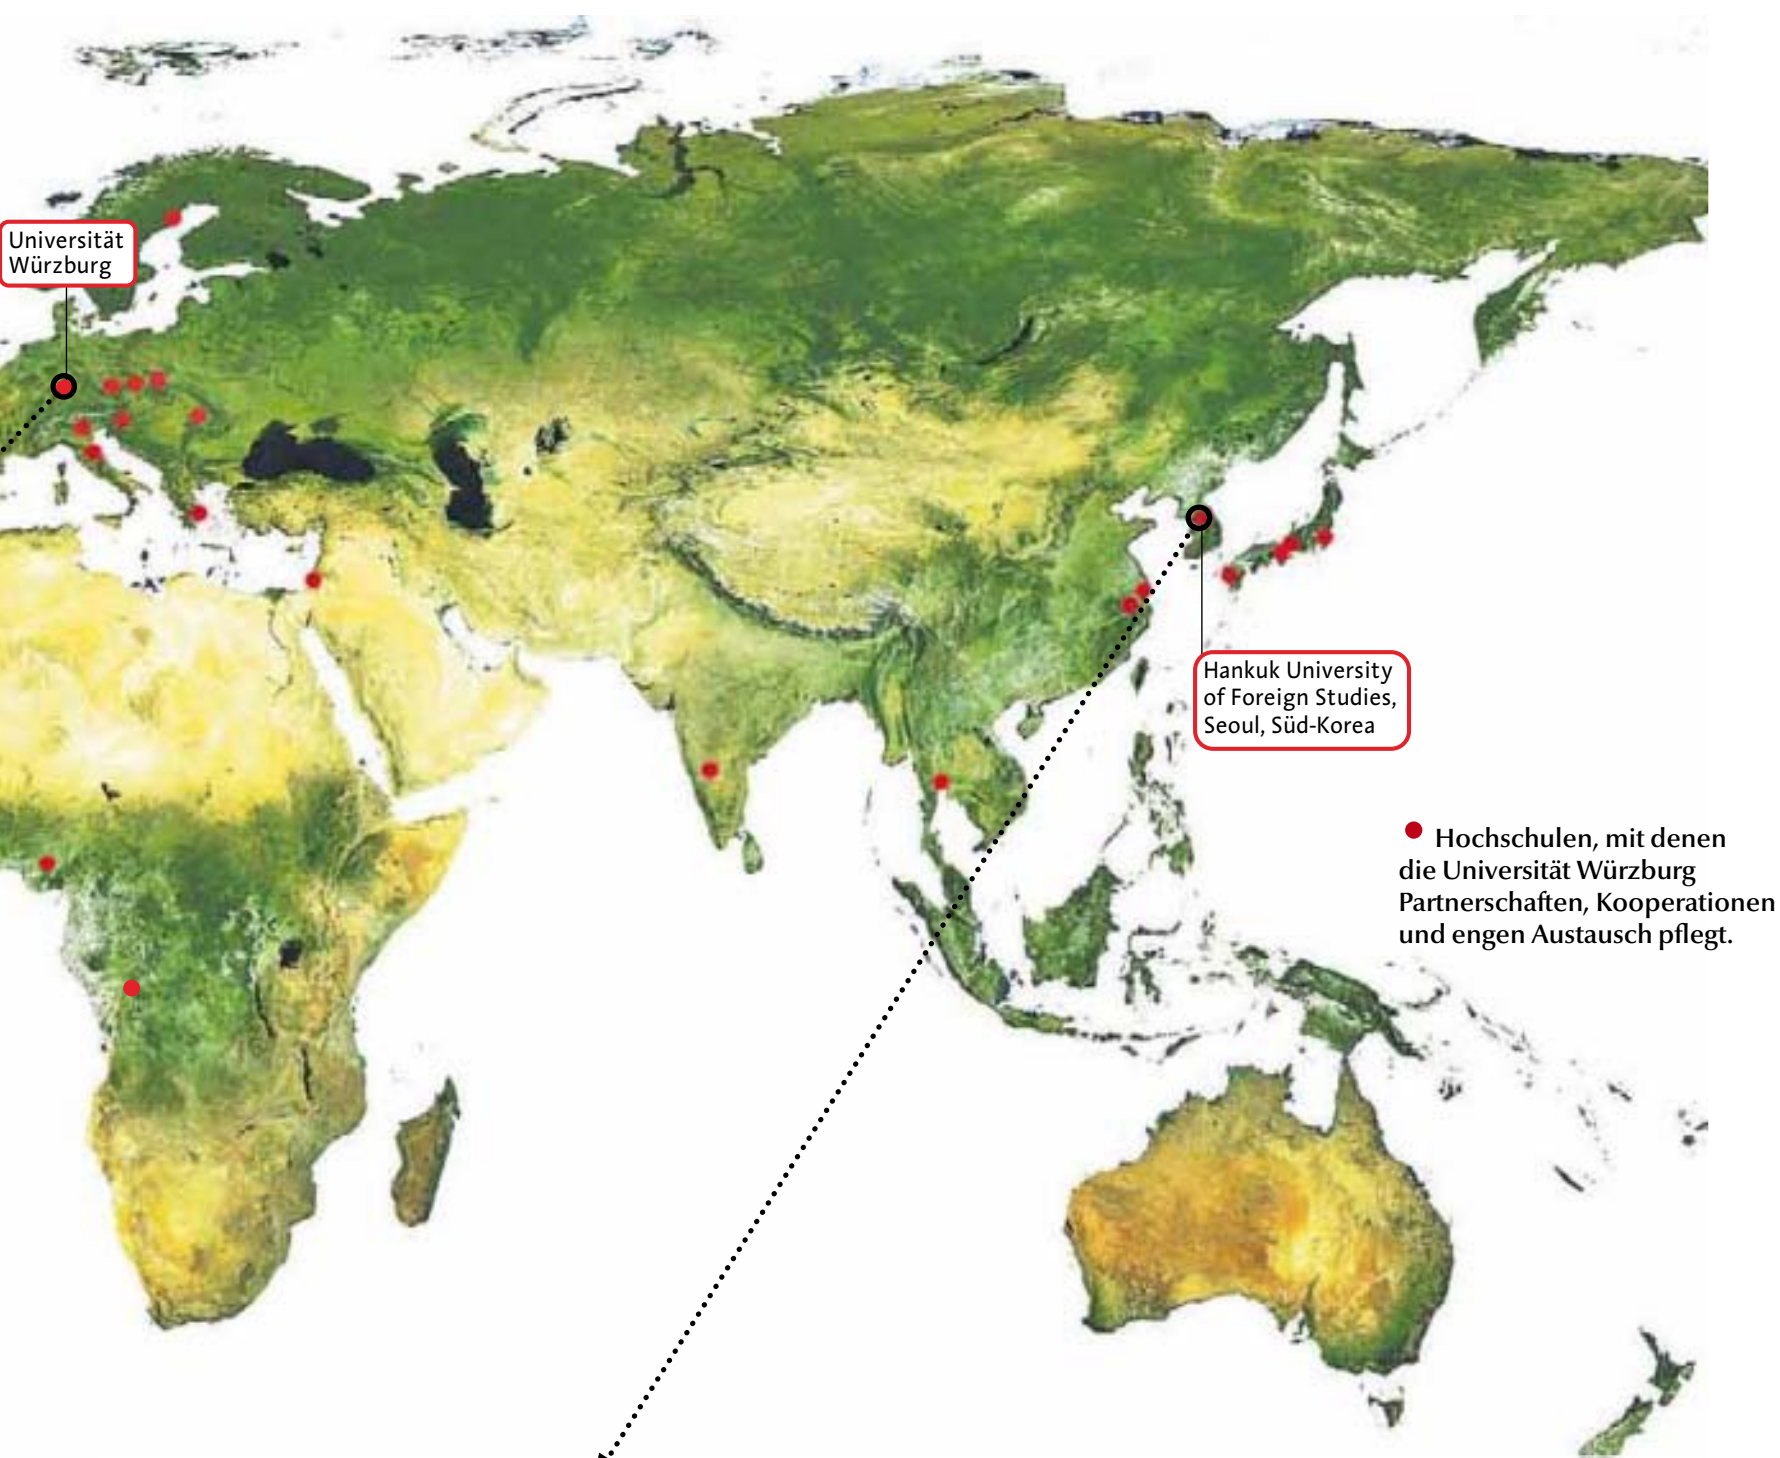 Universität
Würzburg
Hankuk University
of Foreign Studies,
Seoul, Süd-Korea
Hochschulen, mit denen
die Universität Würzburg
Partnerschaften, Kooperationen
und engen Austausch pflegt.